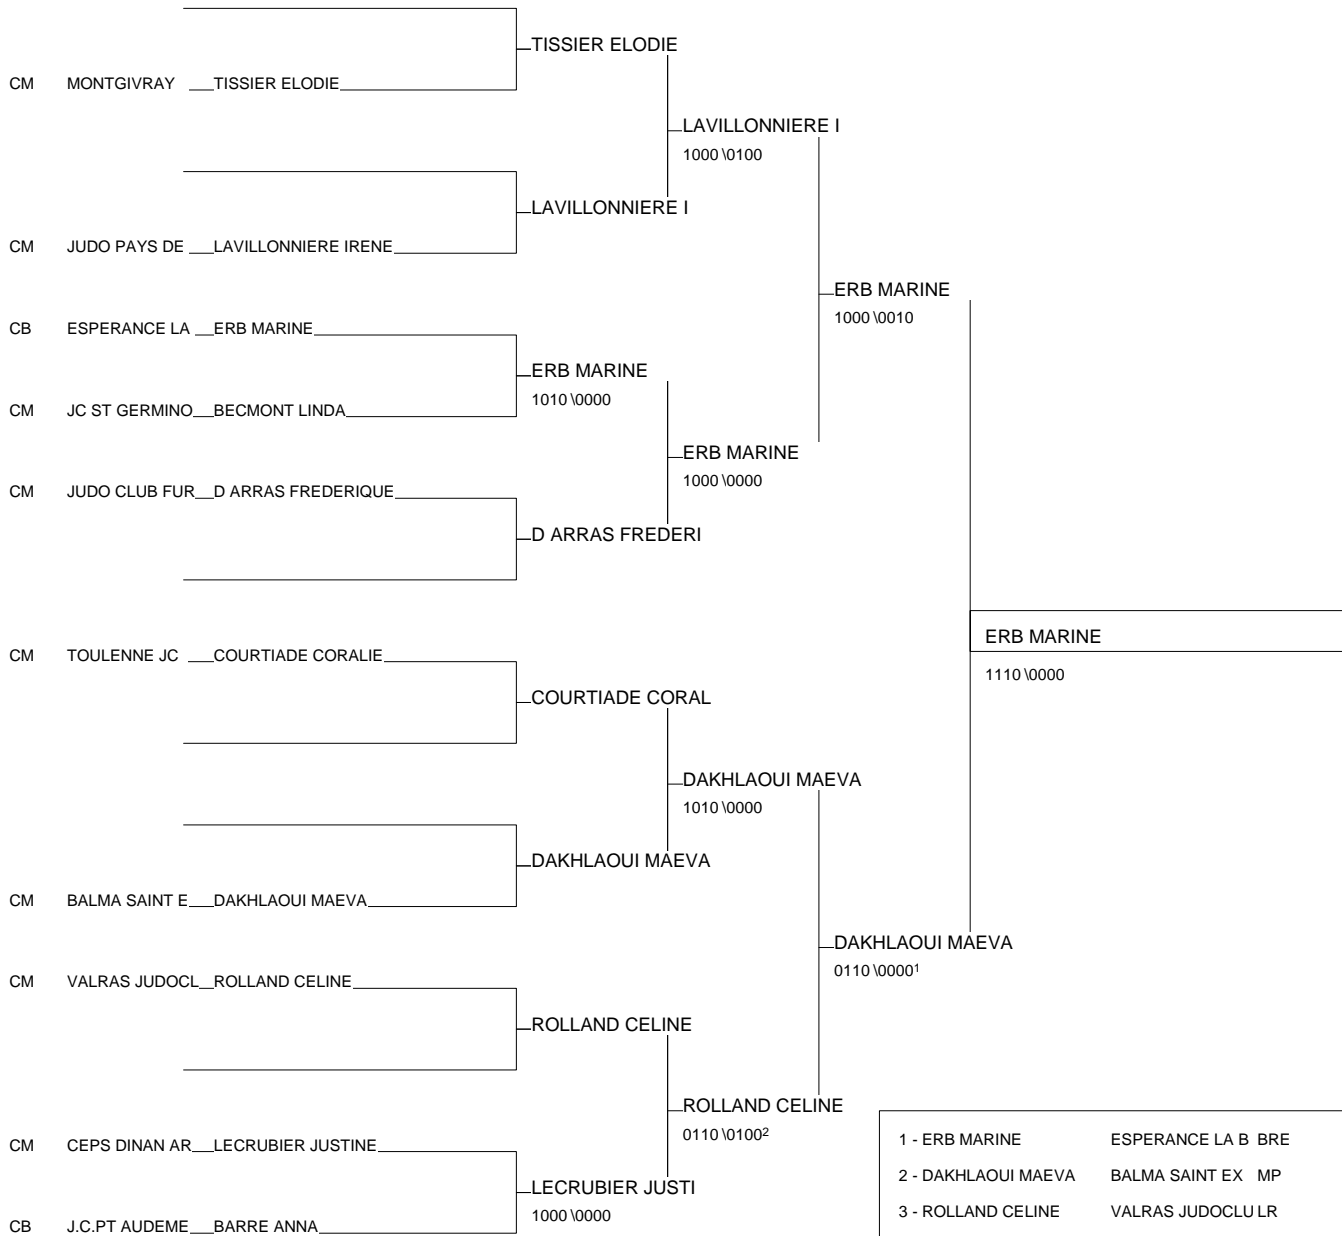 TISSIER ELODIE
CM MONTGIVRAY TISSIER ELODIE
LAVILLONNIERE I
1000 \0100
LAVILLONNIERE I
CM JUDO PAYS DE LAVILLONNIERE IRENE
ERB MARINE
1000 \0010
CB ESPERANCE LA ERB MARINE
ERB MARINE
1010 \0000
CM JC ST GERMINO BECMONT LINDA
ERB MARINE
1000 \0000
CM JUDO CLUB FUR D ARRAS FREDERIQUE
D ARRAS FREDERI
ERB MARINE
1110 \0000
CM TOULENNE JC COURTIADE CORALIE
COURTIADE CORAL
DAKHLAOUI MAEVA
1010 \0000
DAKHLAOUI MAEVA
CM BALMA SAINT E DAKHLAOUI MAEVA
DAKHLAOUI MAEVA
0110 \0000¹
CM VALRAS JUDOCL ROLLAND CELINE
ROLLAND CELINE
ROLLAND CELINE
0110 \0100²
CM CEPS DINAN AR LECRUBIER JUSTINE
LECRUBIER JUSTI
1000 \0000
CB J.C.PT AUDEME BARRE ANNA
1 - ERB MARINE ESPERANCE LA B BRE
2 - DAKHLAOUI MAEVA BALMA SAINT EX MP
3 - ROLLAND CELINE VALRAS JUDOCLU LR